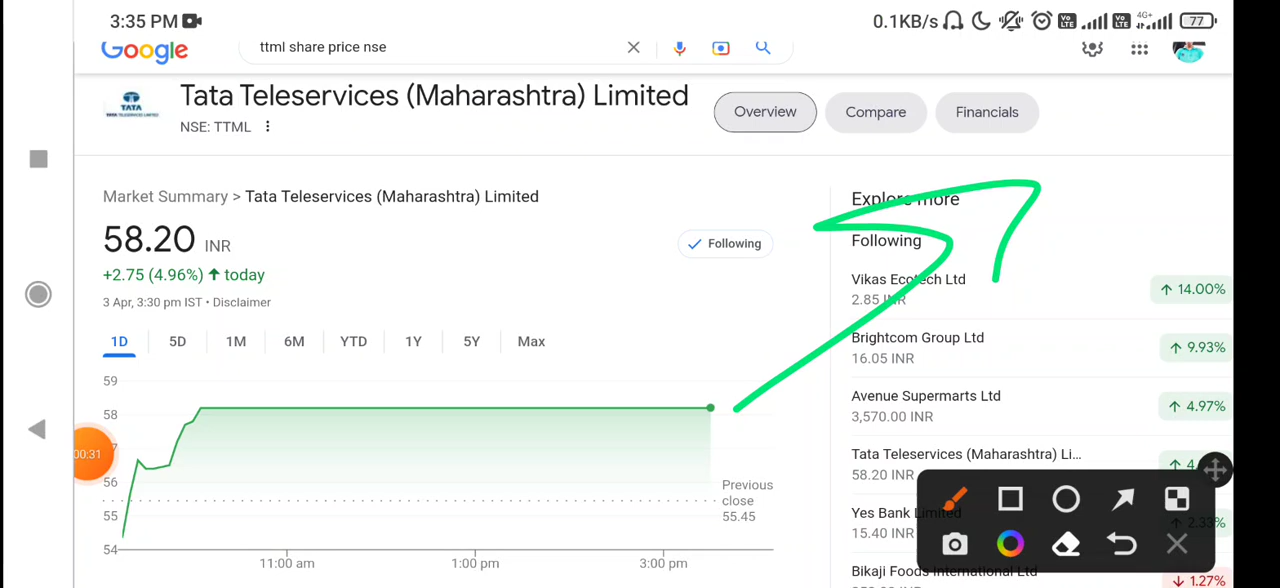 3:35 PM
0.1KB/s
4G+
77
Google
ttml share price nse
TATA
Tata Teleservices (Maharashtra) Limited
NSE: TTML
Overview
Compare
Financials
Market Summary > Tata Teleservices (Maharashtra) Limited
58.20 INR
Following
+2.75 (4.96%) ↑ today
3 Apr, 3:30 pm IST • Disclaimer
1D
5D
1M
6M
YTD
1Y
5Y
Max
59
58
56
55
54
00:31
Previous
close
55.45
11:00 am
1:00 pm
3:00 pm
Explore more
Following
Vikas Ecotech Ltd
2.85 INR
↑ 14.00%
Brightcom Group Ltd
16.05 INR
↑ 9.93%
Avenue Supermarts Ltd
3,570.00 INR
↑ 4.97%
Tata Teleservices (Maharashtra) Li...
58.20 INR
Yes Bank Limited
15.40 INR
↑ 2.33%
Bikaji Foods International Ltd
↓ 1.27%